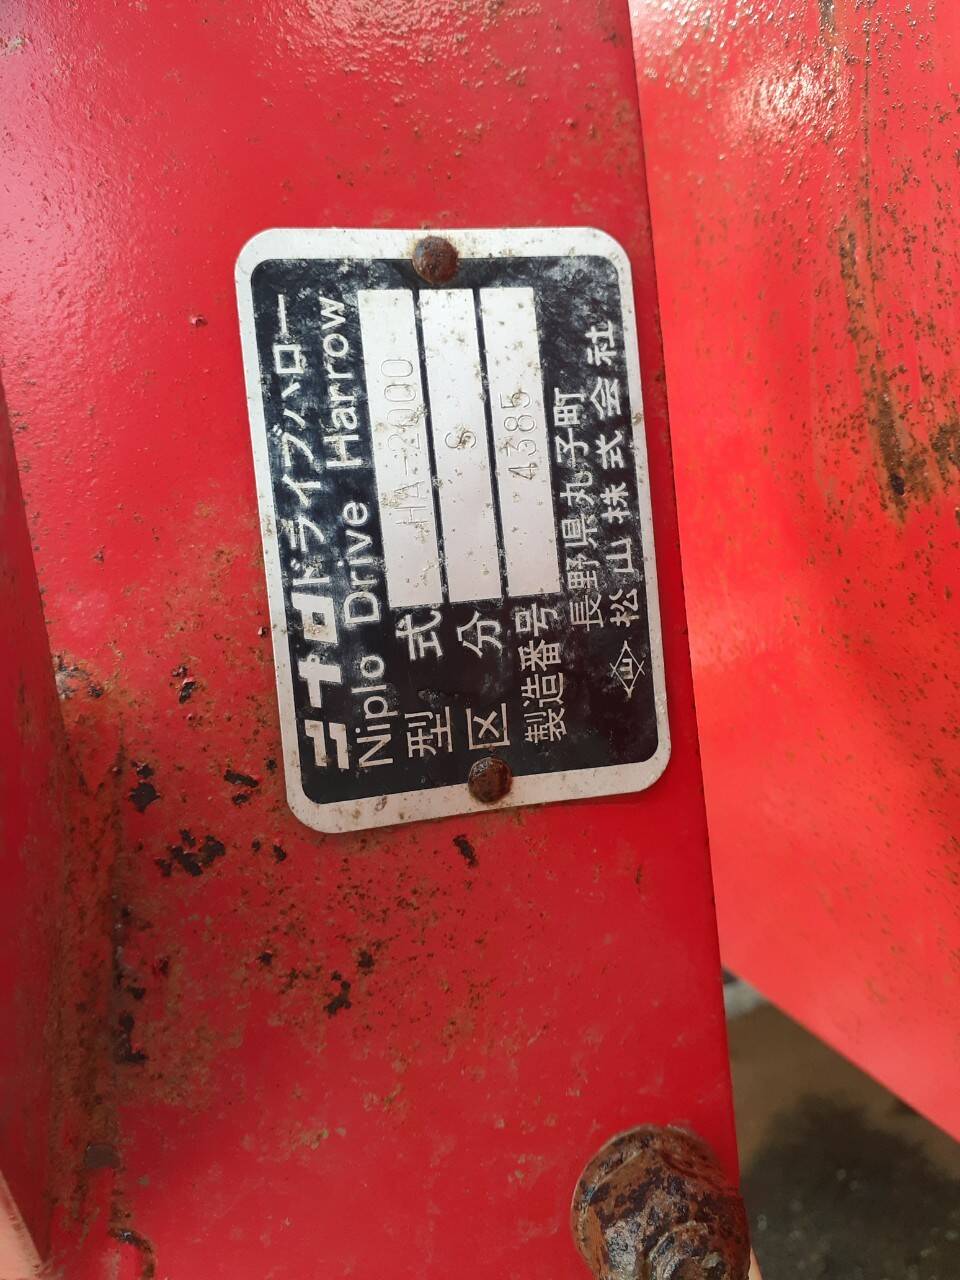 ニプロドライブハロー
Niplo Drive Harrow
型式 HA-2000
区分 S
製造番号 4385
長野県丸子町
松山株式会社